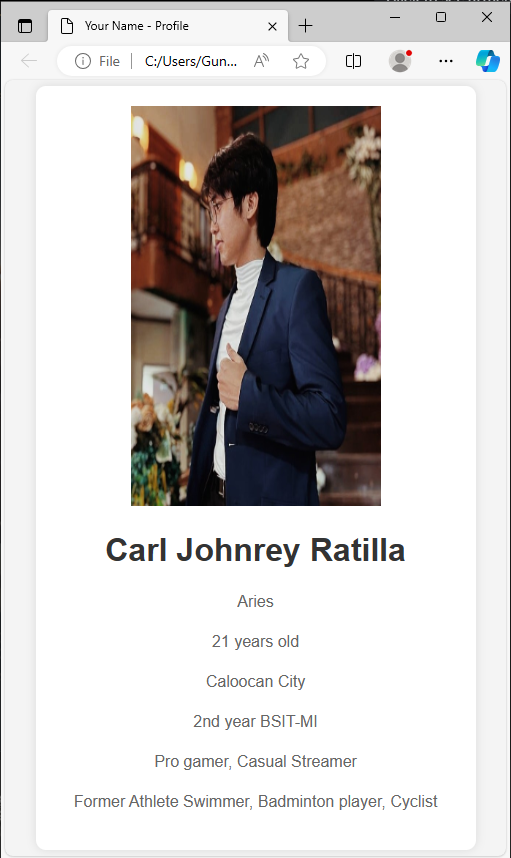 Your Name - Profile
File
C:/Users/Gun...
Carl Johnrey Ratilla
Aries
21 years old
Caloocan City
2nd year BSIT-MI
Pro gamer, Casual Streamer
Former Athlete Swimmer, Badminton player, Cyclist